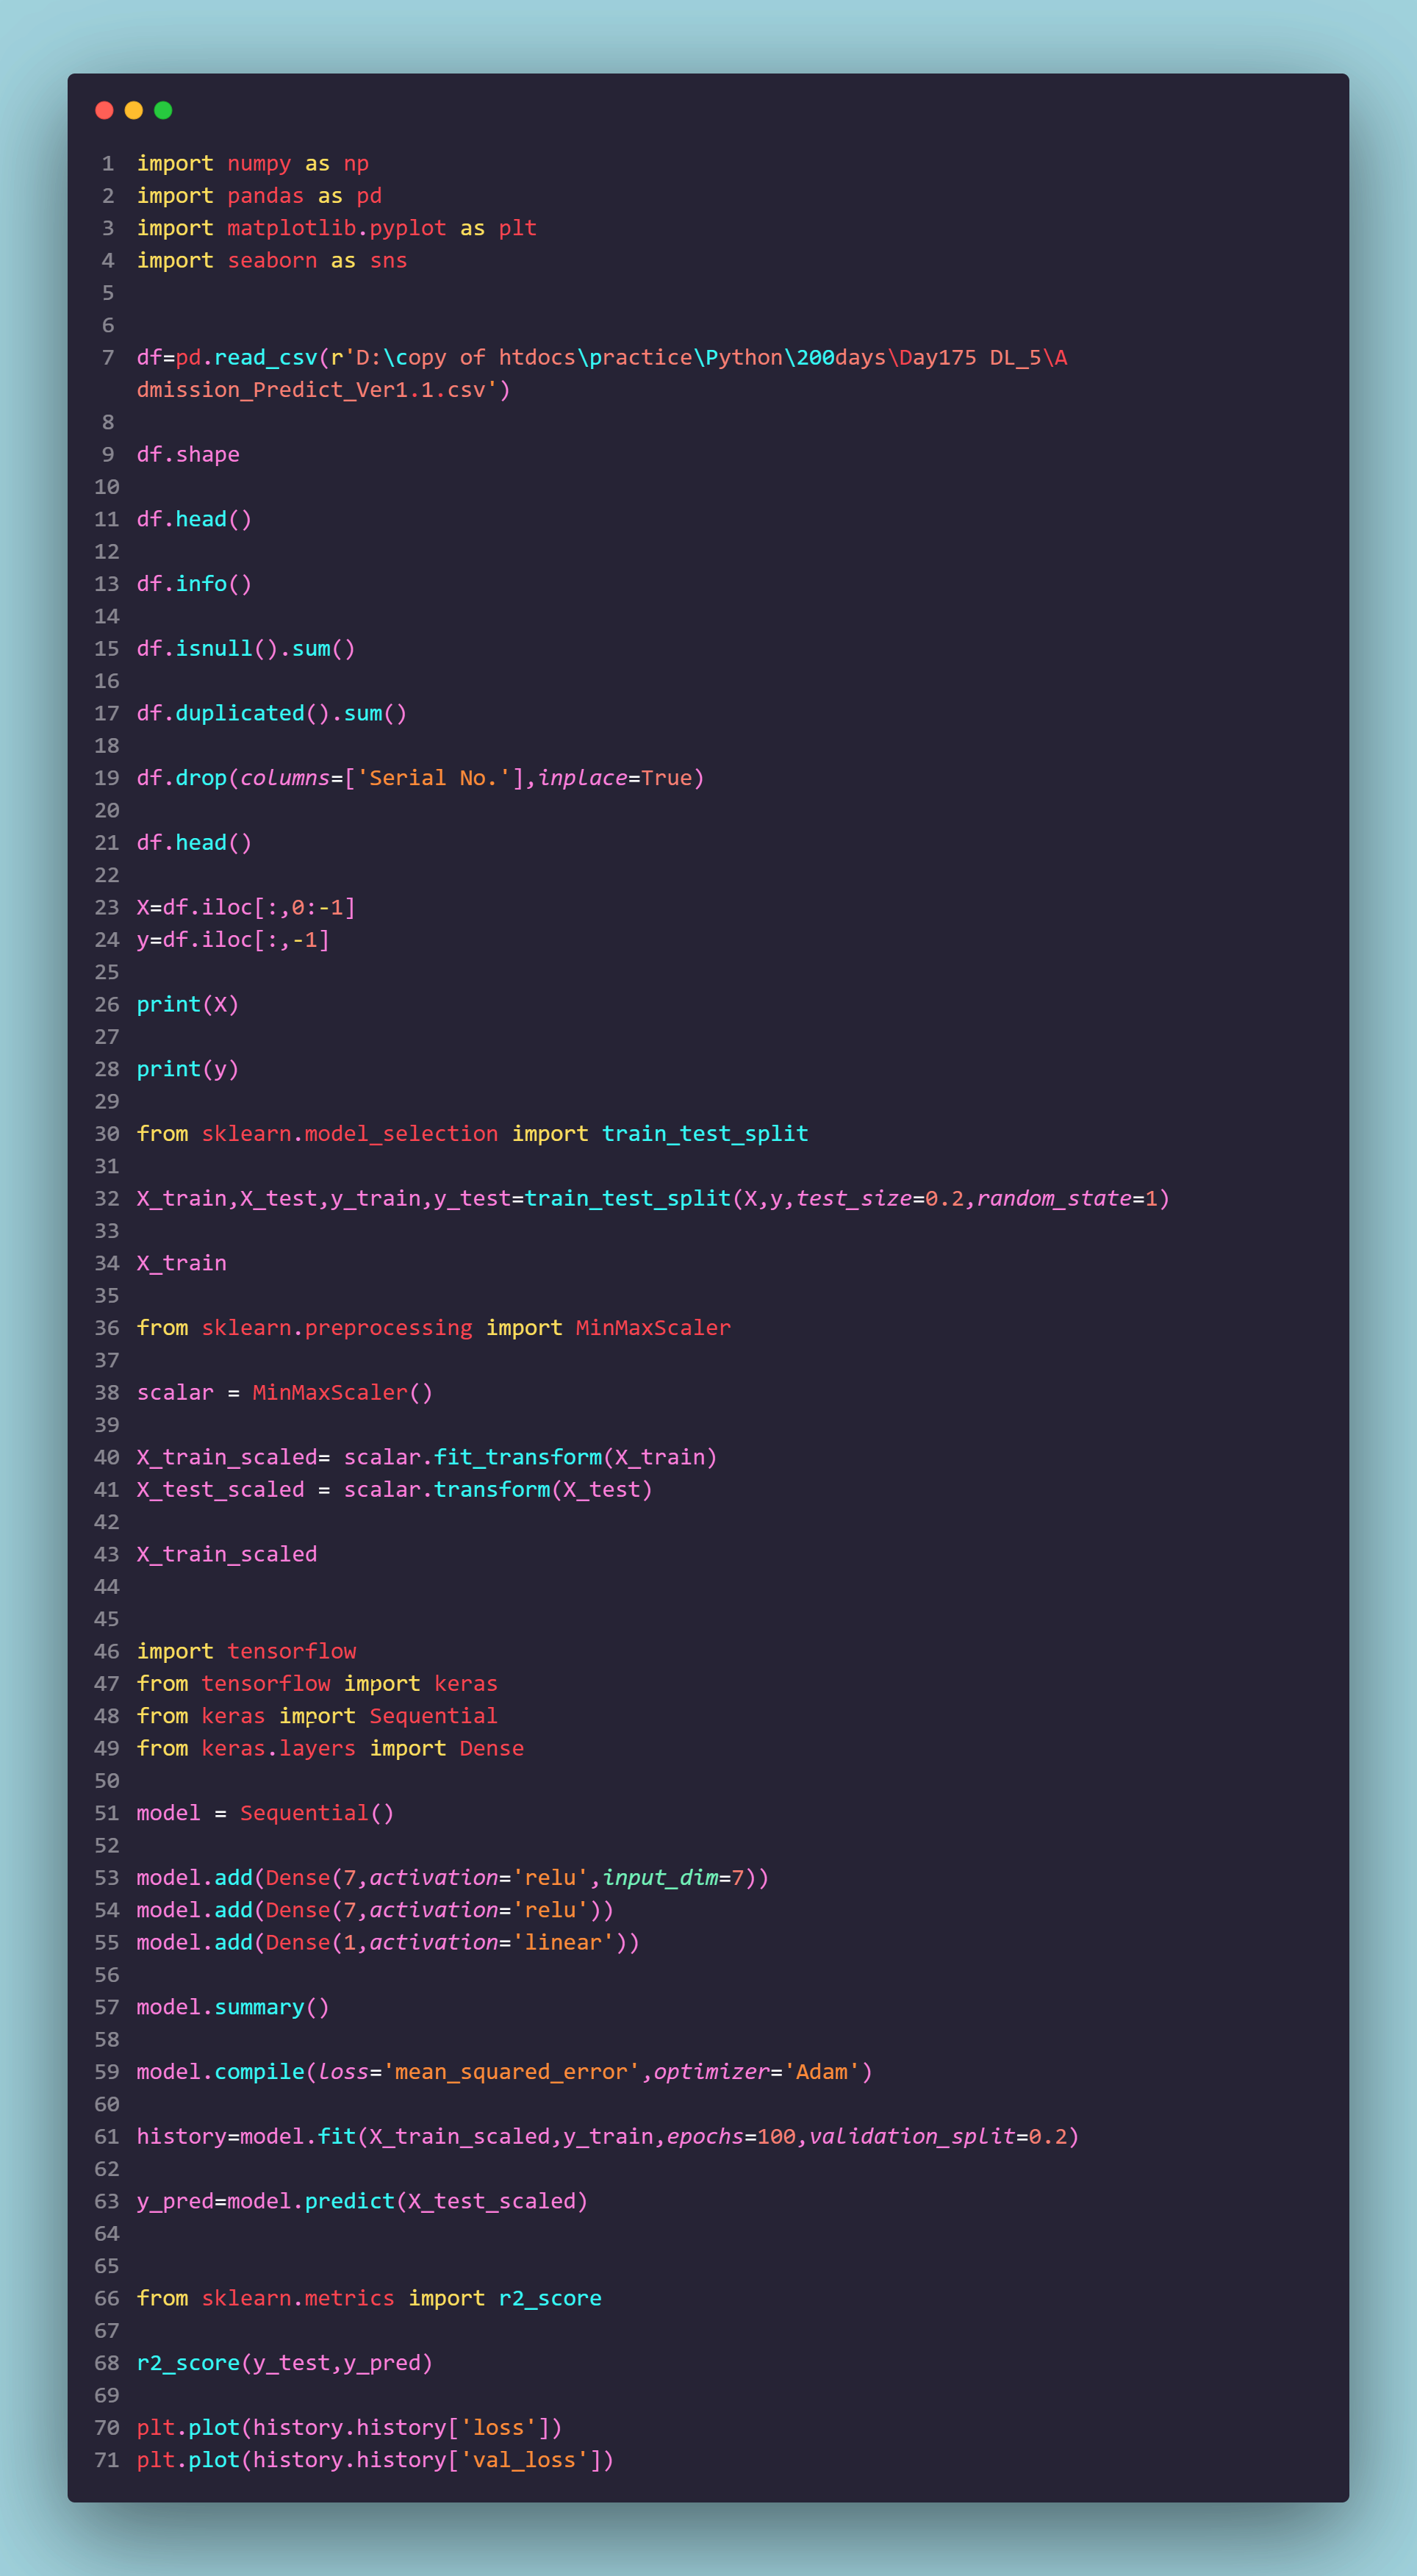 1 import numpy as np
2 import pandas as pd
3 import matplotlib.pyplot as plt
4 import seaborn as sns
5
6
7 df=pd.read_csv(r'D:\copy of htdocs\practice\Python\200days\Day175 DL_5\A
dmission_Predict_Ver1.1.csv')
8
9 df.shape
10
11 df.head()
12
13 df.info()
14
15 df.isnull().sum()
16
17 df.duplicated().sum()
18
19 df.drop(columns=['Serial No.'],inplace=True)
20
21 df.head()
22
23 X=df.iloc[:,0:-1]
24 y=df.iloc[:,-1]
25
26 print(X)
27
28 print(y)
29
30 from sklearn.model_selection import train_test_split
31
32 X_train,X_test,y_train,y_test=train_test_split(X,y,test_size=0.2,random_state=1)
33
34 X_train
35
36 from sklearn.preprocessing import MinMaxScaler
37
38 scalar = MinMaxScaler()
39
40 X_train_scaled= scalar.fit_transform(X_train)
41 X_test_scaled = scalar.transform(X_test)
42
43 X_train_scaled
44
45
46 import tensorflow
47 from tensorflow import keras
48 from keras import Sequential
49 from keras.layers import Dense
50
51 model = Sequential()
52
53 model.add(Dense(7,activation='relu',input_dim=7))
54 model.add(Dense(7,activation='relu'))
55 model.add(Dense(1,activation='linear'))
56
57 model.summary()
58
59 model.compile(loss='mean_squared_error',optimizer='Adam')
60
61 history=model.fit(X_train_scaled,y_train,epochs=100,validation_split=0.2)
62
63 y_pred=model.predict(X_test_scaled)
64
65
66 from sklearn.metrics import r2_score
67
68 r2_score(y_test,y_pred)
69
70 plt.plot(history.history['loss'])
71 plt.plot(history.history['val_loss'])